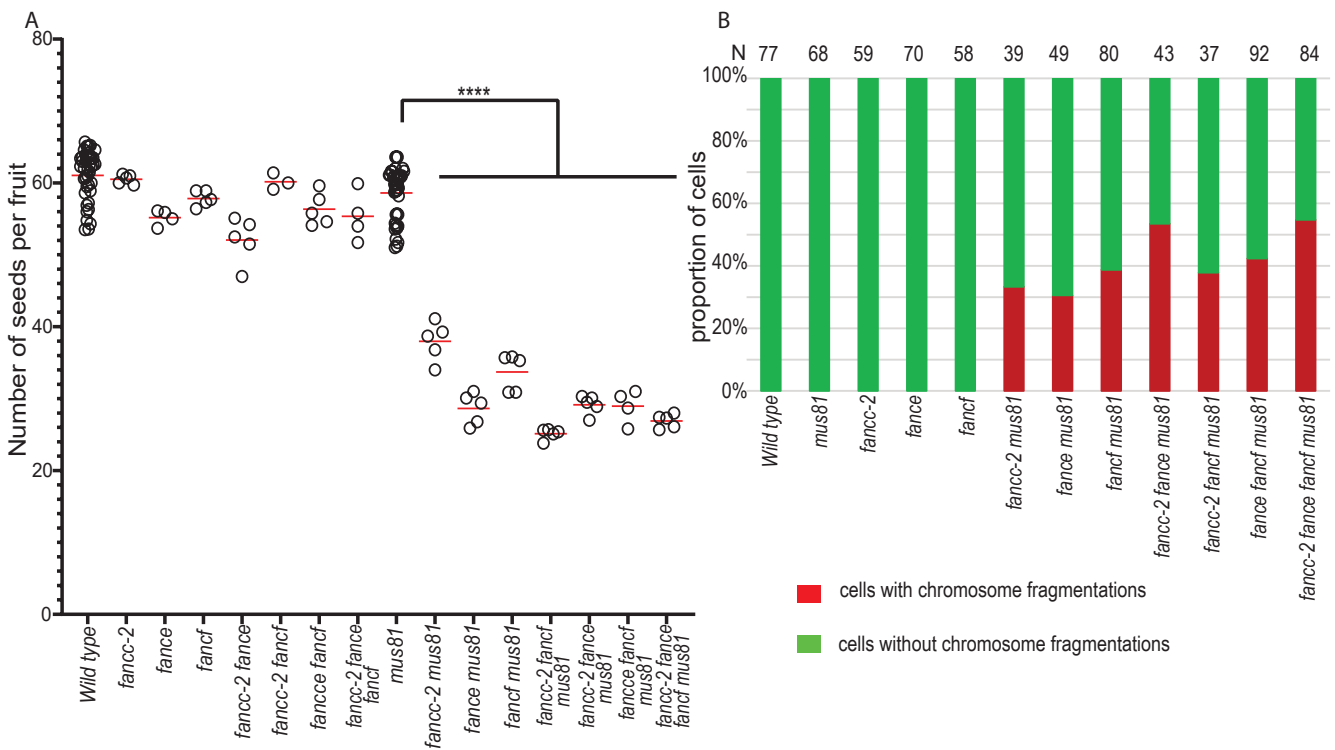 A
Number of seeds per fruit
80
60
40
20
0
****
Wild type
fancc-2
fance
fancf
fancc-2 fance
fancc-2 fancf
fancce fancf
fancc-2 fance
fancf
mus81
fancc-2 mus81
fance mus81
fancf mus81
fancc-2 fancf
mus81
fancc-2 fance
mus81
fancce fancf
mus81
fancc-2 fance
fancf mus81
B
N 77 68 59 70 58 39 49 80 43 37 92 84
proportion of cells
100%
80%
60%
40%
20%
0%
Wild type
mus81
fancc-2
fance
fancf
fancc-2 mus81
fance mus81
fancf mus81
fancc-2 fance mus81
fancc-2 fancf mus81
fance fancf mus81
fancc-2 fance fancf mus81
cells with chromosome fragmentations
cells without chromosome fragmentations